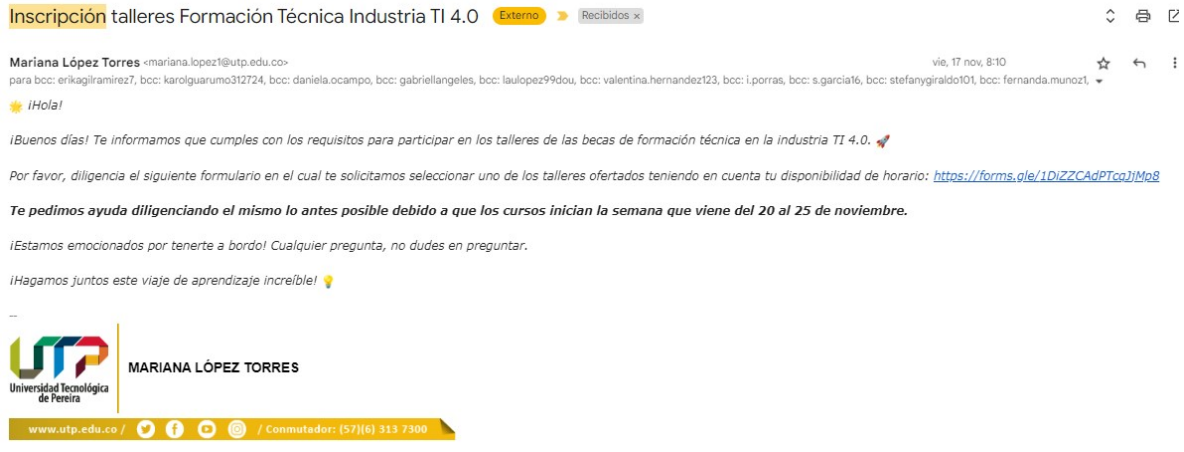 Inscripción talleres Formación Técnica Industria TI 4.0 Externo Recibidos x
Mariana López Torres <mariana.lopez1@utp.edu.co> vie, 17 nov, 8:10
para bcc: erikagilramirez7, bcc: karolguarumo312724, bcc: daniela.ocampo, bcc: gabriellangeles, bcc: laulopez99dou, bcc: valentina.hernandez123, bcc: i.porras, bcc: s.garcia16, bcc: stefanygiraldo101, bcc: fernanda.munoz1,
¡Hola!
¡Buenos días! Te informamos que cumples con los requisitos para participar en los talleres de las becas de formación técnica en la industria TI 4.0.
Por favor, diligencia el siguiente formulario en el cual te solicitamos seleccionar uno de los talleres ofertados teniendo en cuenta tu disponibilidad de horario: https://forms.gle/1DiZZCAdPTcqJjMp8
Te pedimos ayuda diligenciando el mismo lo antes posible debido a que los cursos inician la semana que viene del 20 al 25 de noviembre.
¡Estamos emocionados por tenerte a bordo! Cualquier pregunta, no dudes en preguntar.
¡Hagamos juntos este viaje de aprendizaje increíble!
--
UTP
Universidad Tecnológica
de Pereira
MARIANA LÓPEZ TORRES
www.utp.edu.co / / Conmutador: (57)(6) 313 7300